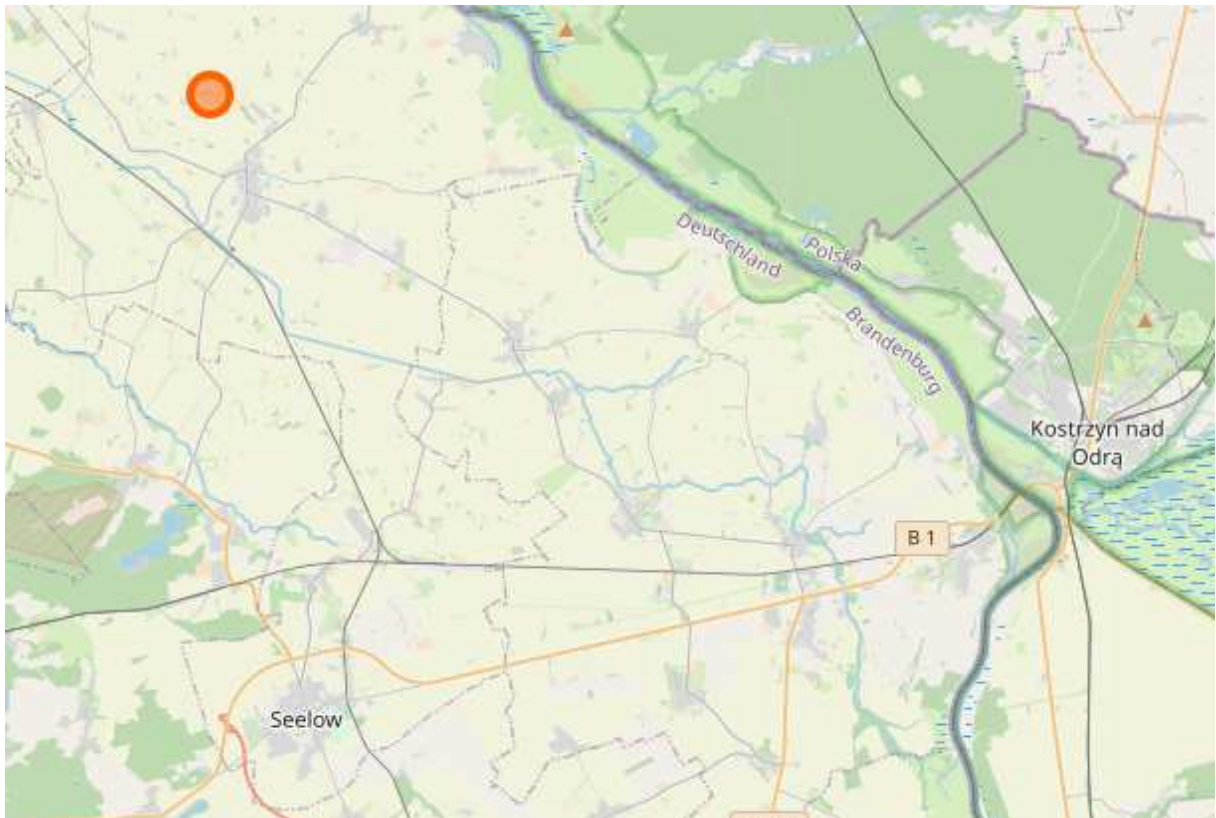 Deutschland
Polska
Brandenburg
Kostrzyn nad
Odrą
B 1
Seelow